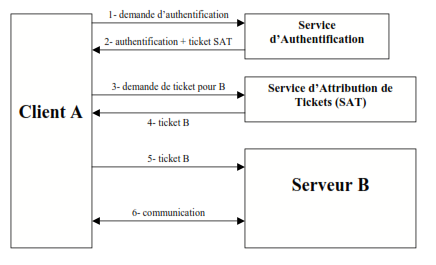 1- demande d'authentification
Service
d'Authentification
2- authentification + ticket SAT
3- demande de ticket pour B
Service d'Attribution de
Tickets (SAT)
Client A
4- ticket B
5- ticket B
Serveur B
6- communication